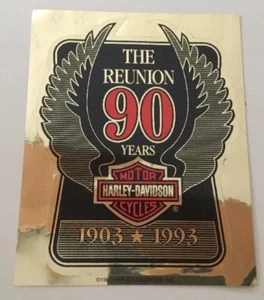 THE
REUNION
90
YEARS
MOTOR
HARLEY-DAVIDSON
CYCLES
®
1903 ★ 1993